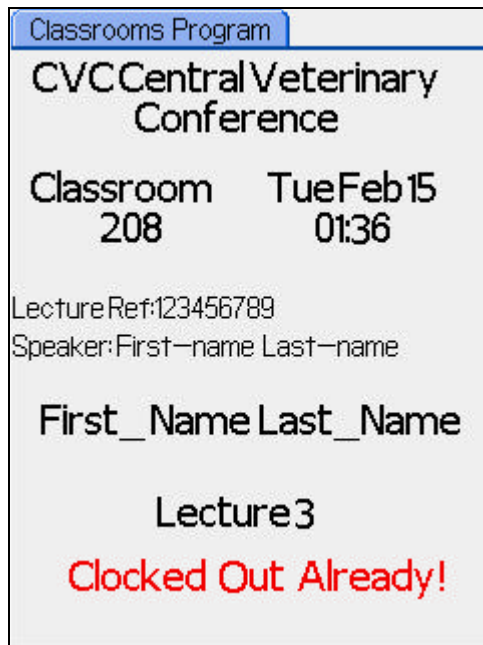 Classrooms Program
CVC Central Veterinary
Conference
Classroom Tue Feb 15
208 01:36
Lecture Ref:123456789
Speaker: First-name Last-name
First_Name Last_Name
Lecture 3
Clocked Out Already!